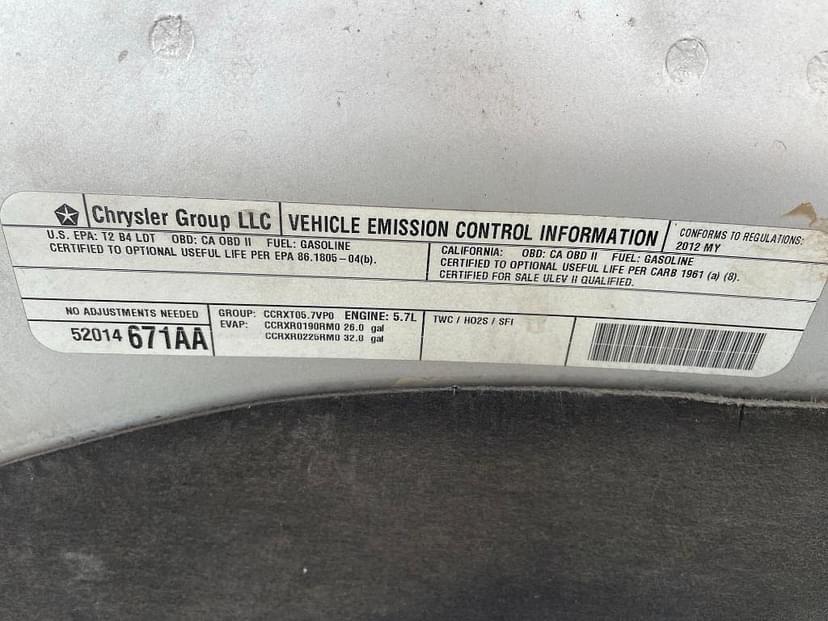 Chrysler Group LLC
VEHICLE EMISSION CONTROL INFORMATION
CONFORMS TO REGULATIONS:
2012 MY
U.S. EPA: T2 B4 LDT OBD: CA OBD II FUEL: GASOLINE
CERTIFIED TO OPTIONAL USEFUL LIFE PER EPA 86.1805-04(b).
CALIFORNIA: OBD: CA OBD II FUEL: GASOLINE
CERTIFIED TO OPTIONAL USEFUL LIFE PER CARB 1961 (a) (8).
CERTIFIED FOR SALE ULEV II QUALIFIED.
NO ADJUSTMENTS NEEDED
52014 671AA
GROUP: CCRXT05.7VP0 ENGINE: 5.7L
EVAP: CCRXR0190RM0 26.0 gal
CCRXR0225RM0 32.0 gal
TWC / HO2S / SFI